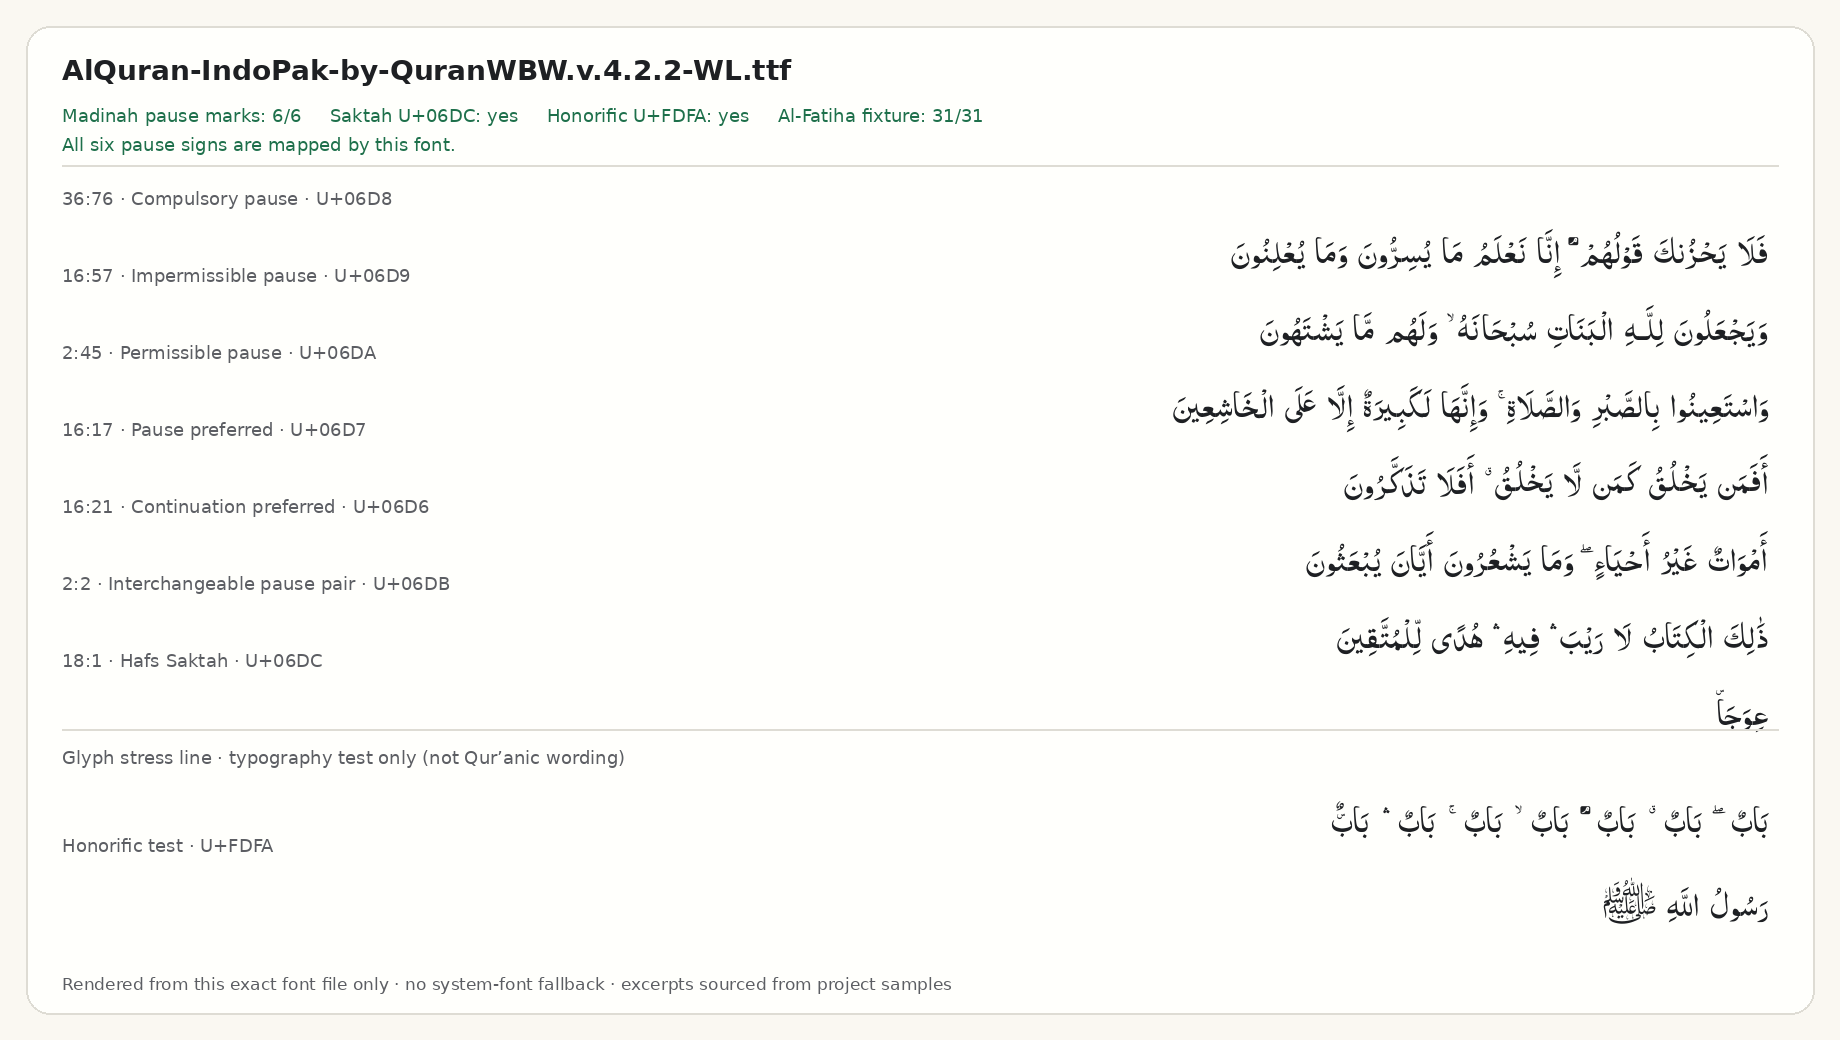 AlQuran-IndoPak-by-QuranWBW.v.4.2.2-WL.ttf
Madinah pause marks: 6/6 Saktah U+06DC: yes Honorific U+FDFA: yes Al-Fatiha fixture: 31/31
All six pause signs are mapped by this font.
36:76 · Compulsory pause · U+06D8
فَلَا يَحْزُنكَ قَوْلُهُمْ ۘ إِنَّا نَعْلَمُ مَا يُسِرُّونَ وَمَا يُعْلِنُونَ
16:57 · Impermissible pause · U+06D9
وَيَجْعَلُونَ لِلَّـهِ الْبَنَاتِ سُبْحَانَهُ ۙ وَلَهُم مَّا يَشْتَهُونَ
2:45 · Permissible pause · U+06DA
وَاسْتَعِينُوا بِالصَّبْرِ وَالصَّلَاةِ ۚ وَإِنَّهَا لَكَبِيرَةٌ إِلَّا عَلَى الْخَاشِعِينَ
16:17 · Pause preferred · U+06D7
أَفَمَن يَخْلُقُ كَمَن لَّا يَخْلُقُ ۗ أَفَلَا تَذَكَّرُونَ
16:21 · Continuation preferred · U+06D6
أَمْوَاتٌ غَيْرُ أَحْيَاءٍ ۖ وَمَا يَشْعُرُونَ أَيَّانَ يُبْعَثُونَ
2:2 · Interchangeable pause pair · U+06DB
ذَٰلِكَ الْكِتَابُ لَا رَيْبَ ۛ فِيهِ ۛ هُدًى لِّلْمُتَّقِينَ
18:1 · Hafs Saktah · U+06DC
عِوَجَاۜ
Glyph stress line · typography test only (not Qur’anic wording)
بَابٌ ۖ بَابٌ ۗ بَابٌ ۘ بَابٌ ۙ بَابٌ ۚ بَابٌ ۛ بَابٌۜ
Honorific test · U+FDFA
رَسُولُ اللَّهِ ﷺ
Rendered from this exact font file only · no system-font fallback · excerpts sourced from project samples